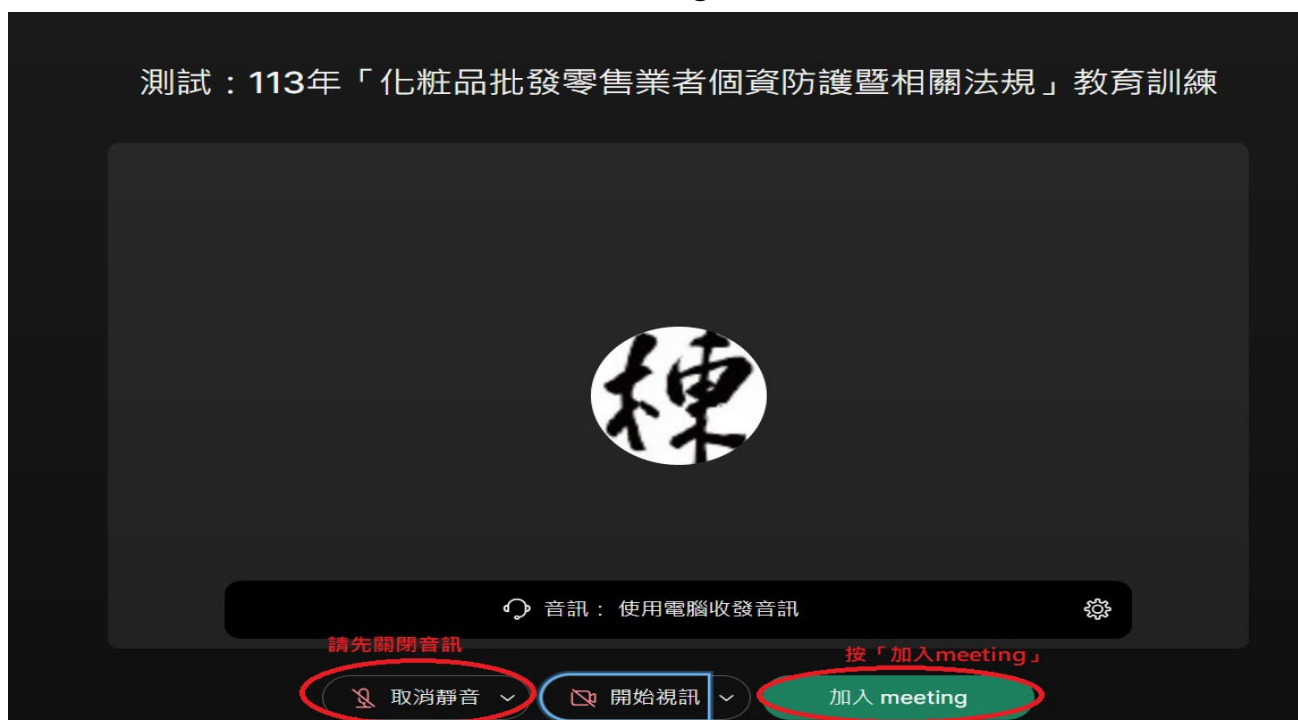 測試：113年「化粧品批發零售業者個資防護暨相關法規」教育訓練
棟
音訊： 使用電腦收發音訊
請先關閉音訊
按「加入meeting」
取消靜音
開始視訊
加入 meeting